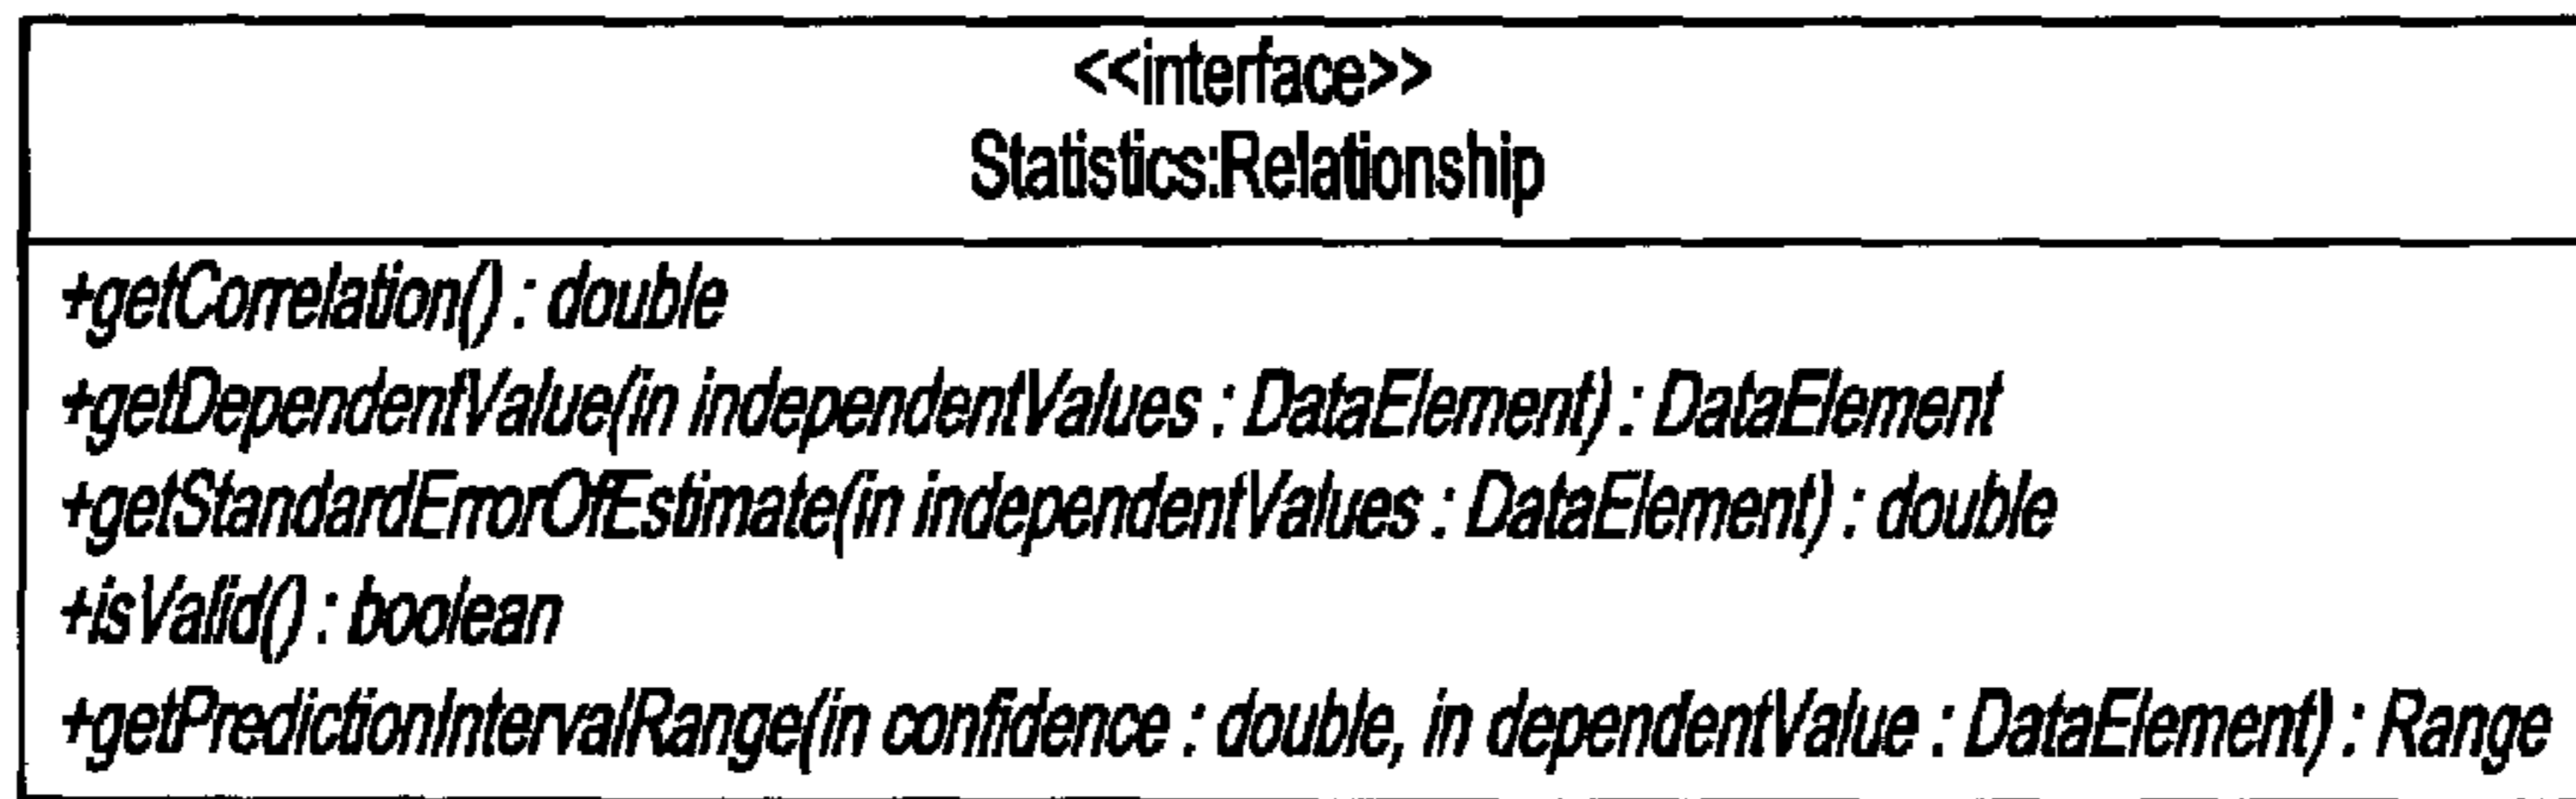 <<interface>>
Statistics:Relationship
+getCorrelation() : double
+getDependentValue(in independentValues : DataElement) : DataElement
+getStandardErrorOfEstimate(in independentValues : DataElement) : double
+isValid() : boolean
+getPredictionIntervalRange(in confidence : double, in dependentValue : DataElement) : Range